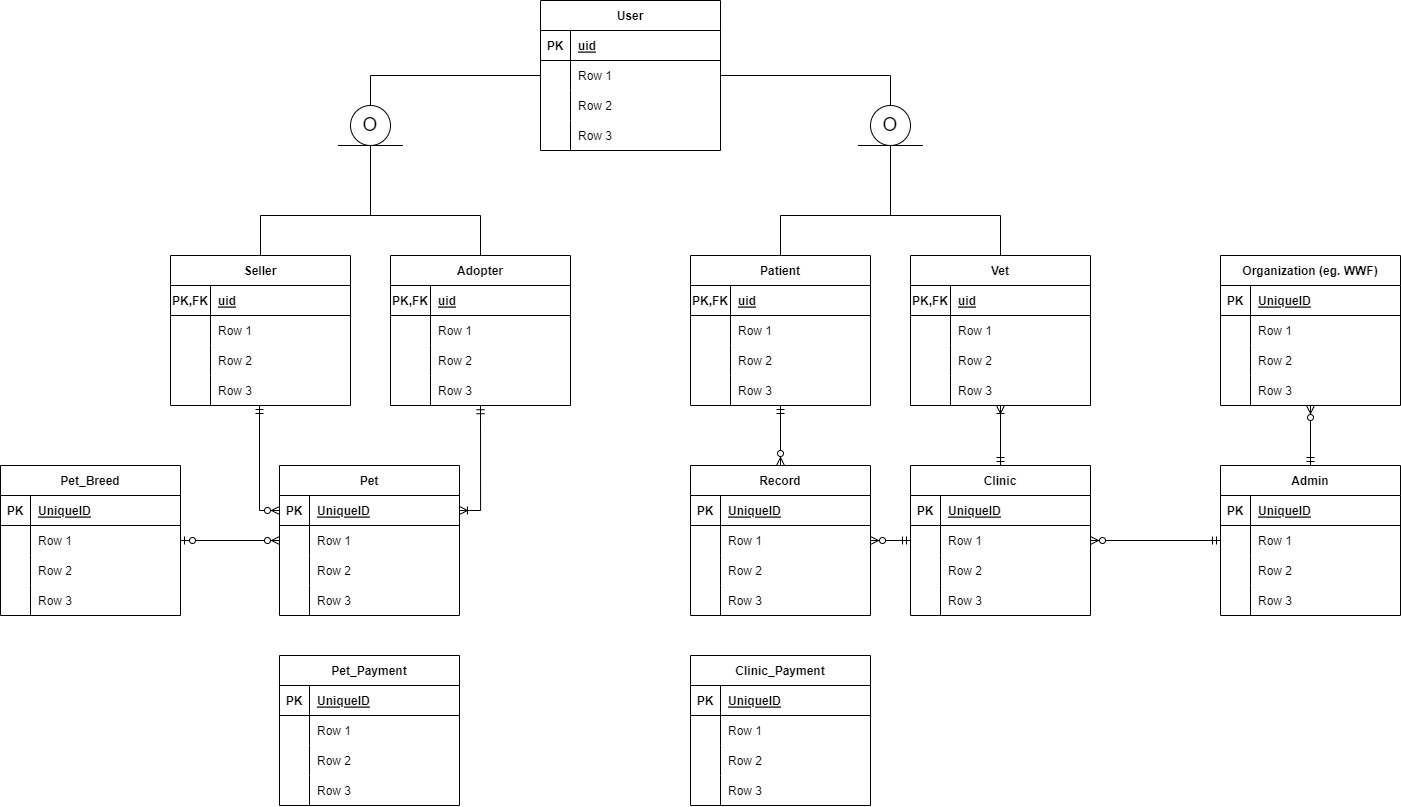 User
PK uid
Row 1
Row 2
Row 3
O
O
Seller
PK,FK uid
Row 1
Row 2
Row 3
Adopter
PK,FK uid
Row 1
Row 2
Row 3
Patient
PK,FK uid
Row 1
Row 2
Row 3
Vet
PK,FK uid
Row 1
Row 2
Row 3
Organization (eg. WWF)
PK UniqueID
Row 1
Row 2
Row 3
Pet_Breed
PK UniqueID
Row 1
Row 2
Row 3
Pet
PK UniqueID
Row 1
Row 2
Row 3
Record
PK UniqueID
Row 1
Row 2
Row 3
Clinic
PK UniqueID
Row 1
Row 2
Row 3
Admin
PK UniqueID
Row 1
Row 2
Row 3
Pet_Payment
PK UniqueID
Row 1
Row 2
Row 3
Clinic_Payment
PK UniqueID
Row 1
Row 2
Row 3